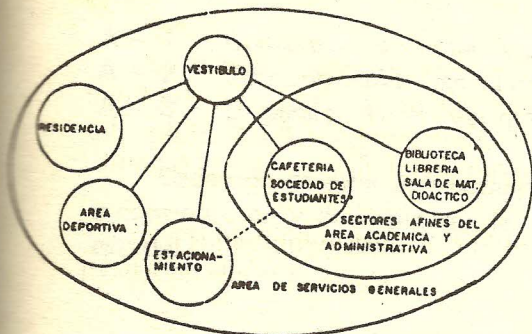 VESTIBULO
RESIDENCIA
CAFETERIA
SOCIEDAD DE
ESTUDIANTES
BIBLIOTECA
LIBRERIA
SALA DE MAT.
DIDACTICO
AREA
DEPORTIVA
SECTORES AFINES DEL
AREA ACADEMICA Y
ADMINISTRATIVA
ESTACIONA-
MIENTO
AREA DE SERVICIOS GENERALES